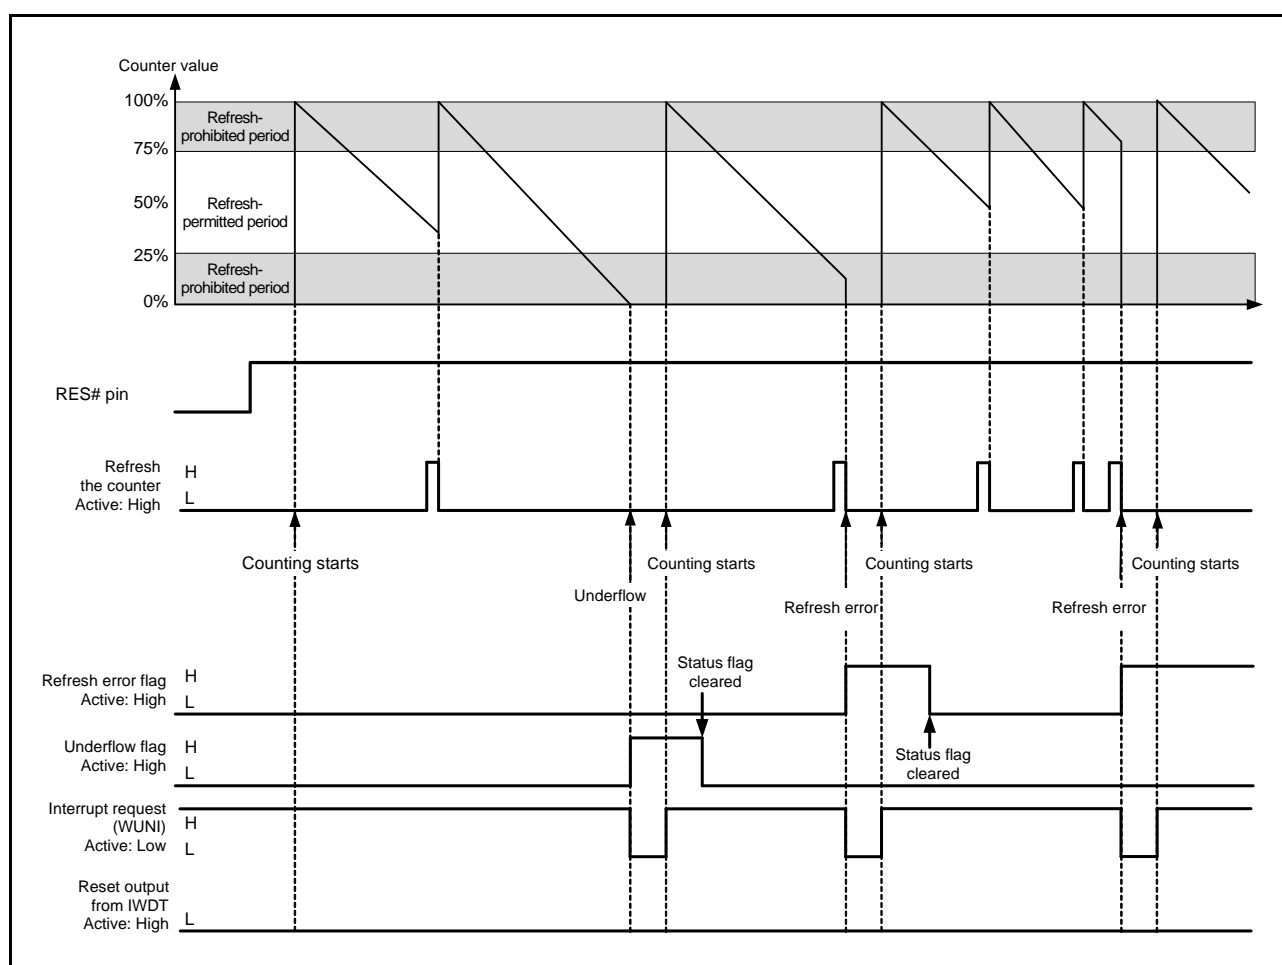 Counter value
100%
Refresh-
prohibited period
75%
50%
Refresh-
permitted period
25%
Refresh-
prohibited period
0%
RES# pin
Refresh
the counter
Active: High
H
L
Counting starts
Counting starts
Counting starts
Counting starts
Underflow
Refresh error
Refresh error
Status flag
cleared
Refresh error flag
Active: High
H
L
Underflow flag
Active: High
H
L
Status flag
cleared
Interrupt request
(WUNI)
Active: Low
H
L
Reset output
from IWDT
Active: High
L